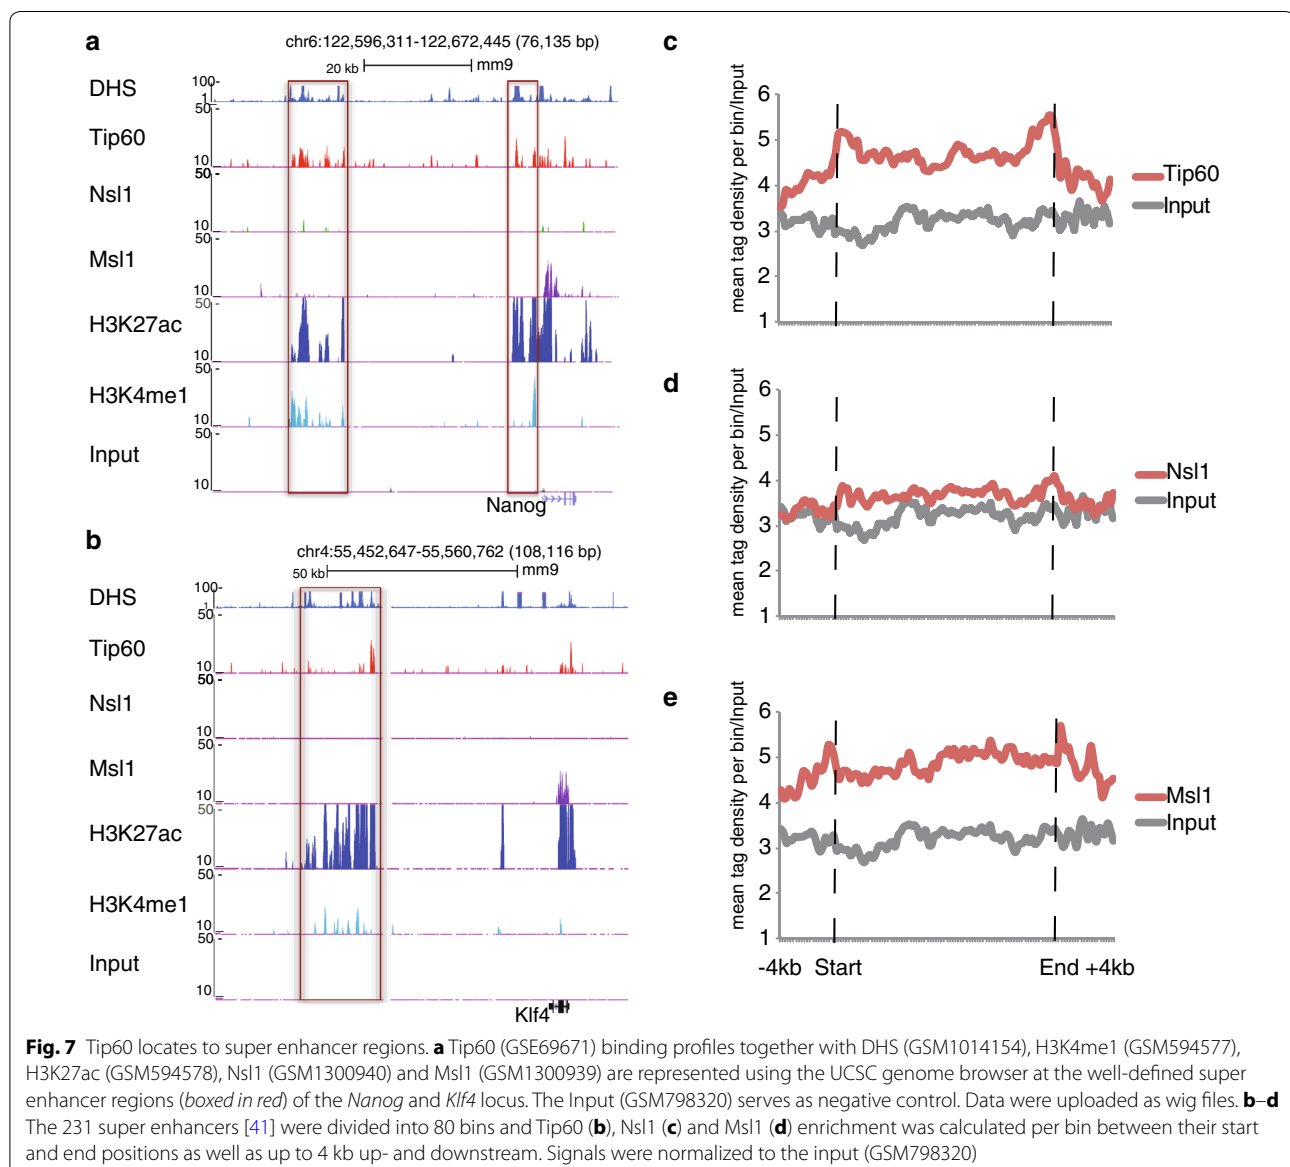 a
chr6:122,596,311-122,672,445 (76,135 bp)
20 kb mm9
DHS
100-
1
Tip60
50-
10
Nsl1
50-
10
Msl1
50-
10
H3K27ac
50-
10
H3K4me1
50-
10
Input
50-
10
Nanog
b
chr4:55,452,647-55,560,762 (108,116 bp)
50 kb mm9
DHS
100-
1
Tip60
50-
10
Nsl1
50-
10
Msl1
50-
10
H3K27ac
50-
10
H3K4me1
50-
10
Input
50-
10
Klf4
c
mean tag density per bin/Input
6
5
4
3
2
1
Tip60
Input
d
mean tag density per bin/Input
6
5
4
3
2
1
Nsl1
Input
e
mean tag density per bin/Input
6
5
4
3
2
1
Msl1
Input
-4kb Start End +4kb
Fig. 7 Tip60 locates to super enhancer regions. a Tip60 (GSE69671) binding profiles together with DHS (GSM1014154), H3K4me1 (GSM594577),
H3K27ac (GSM594578), Nsl1 (GSM1300940) and Msl1 (GSM1300939) are represented using the UCSC genome browser at the well-defined super
enhancer regions (boxed in red) of the Nanog and Klf4 locus. The Input (GSM798320) serves as negative control. Data were uploaded as wig files. b–d
The 231 super enhancers [41] were divided into 80 bins and Tip60 (b), Nsl1 (c) and Msl1 (d) enrichment was calculated per bin between their start
and end positions as well as up to 4 kb up- and downstream. Signals were normalized to the input (GSM798320)